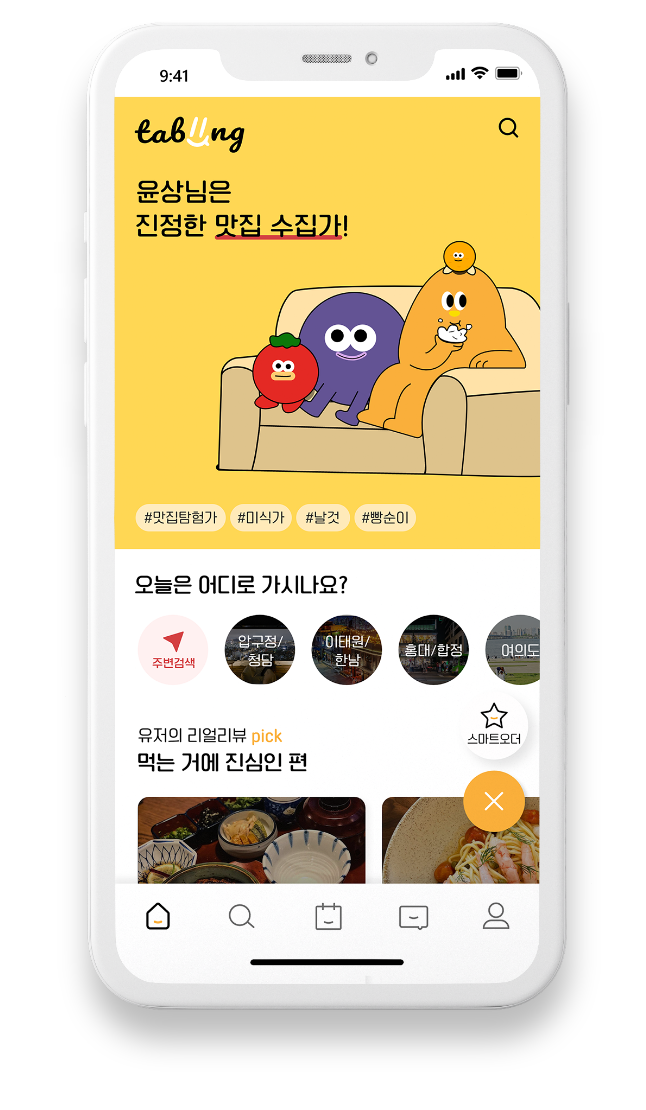 9:41
tabling
윤상님은
진정한 맛집 수집가!
#맛집탐험가 #미식가 #날것 #빵순이
오늘은 어디로 가시나요?
주변검색
압구정/
청담
이태원/
한남
홍대/합정
여의도
스마트오더
유저의 리얼리뷰 pick
먹는 거에 진심인 편